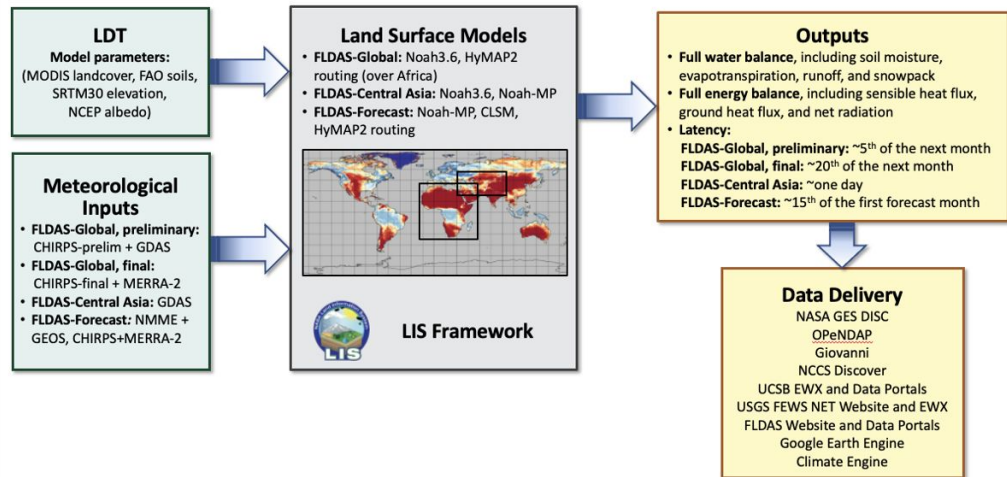 LDT
Model parameters:
(MODIS landcover, FAO soils,
SRTM30 elevation,
NCEP albedo)
Meteorological
Inputs
• FLDAS-Global, preliminary:
CHIRPS-prelim + GDAS
• FLDAS-Global, final:
CHIRPS-final + MERRA-2
• FLDAS-Central Asia: GDAS
• FLDAS-Forecast: NMME +
GEOS, CHIRPS+MERRA-2
Land Surface Models
• FLDAS-Global: Noah3.6, HyMAP2
routing (over Africa)
• FLDAS-Central Asia: Noah3.6, Noah-MP
• FLDAS-Forecast: Noah-MP, CLSM,
HyMAP2 routing
LIS
LIS Framework
Outputs
• Full water balance, including soil moisture,
evapotranspiration, runoff, and snowpack
• Full energy balance, including sensible heat flux,
ground heat flux, and net radiation
• Latency:
FLDAS-Global, preliminary: ~5th of the next month
FLDAS-Global, final: ~20th of the next month
FLDAS-Central Asia: ~one day
FLDAS-Forecast: ~15th of the first forecast month
Data Delivery
NASA GES DISC
OPeNDAP
Giovanni
NCCS Discover
UCSB EWX and Data Portals
USGS FEWS NET Website and EWX
FLDAS Website and Data Portals
Google Earth Engine
Climate Engine